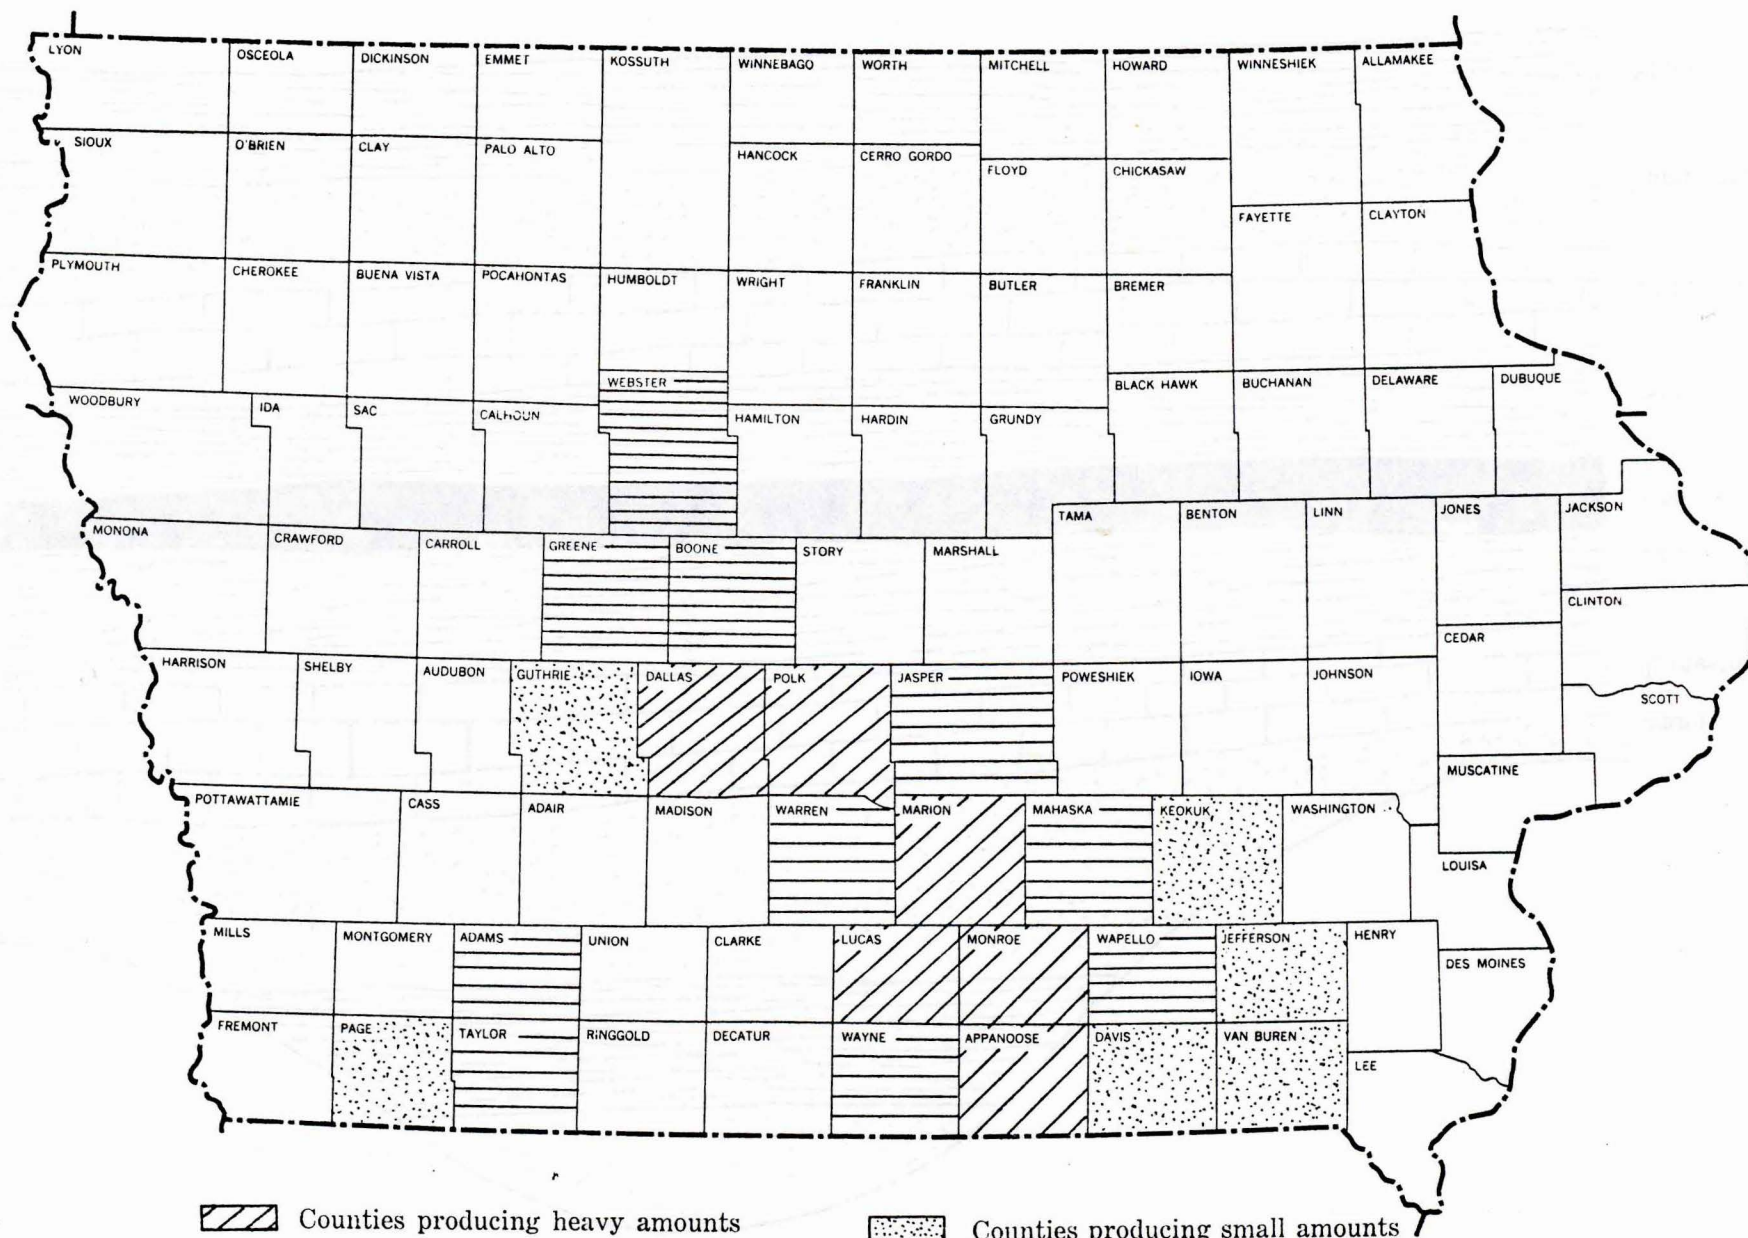 LYON
OSCEOLA
DICKINSON
EMMET
KOSSUTH
WINNEBAGO
WORTH
MITCHELL
HOWARD
WINNESHIEK
ALLAMAKEE
SIOUX
O'BRIEN
CLAY
PALO ALTO
HANCOCK
CERRO GORDO
FLOYD
CHICKASAW
FAYETTE
CLAYTON
PLYMOUTH
CHEROKEE
BUENA VISTA
POCAHONTAS
HUMBOLDT
WRIGHT
FRANKLIN
BUTLER
BREMER
WOODBURY
IDA
SAC
CALHOUN
WEBSTER
HAMILTON
HARDIN
GRUNDY
BLACK HAWK
BUCHANAN
DELAWARE
DUBUQUE
MONONA
CRAWFORD
CARROLL
GREENE
BOONE
STORY
MARSHALL
TAMA
BENTON
LINN
JONES
JACKSON
CLINTON
CEDAR
HARRISON
SHELBY
AUDUBON
GUTHRIE
DALLAS
POLK
JASPER
POWESHIEK
IOWA
JOHNSON
SCOTT
MUSCATINE
POTTAWATTAMIE
CASS
ADAIR
MADISON
WARREN
MARION
MAHASKA
KEOKUK
WASHINGTON
LOUISA
MILLS
MONTGOMERY
ADAMS
UNION
CLARKE
LUCAS
MONROE
WAPELLO
JEFFERSON
HENRY
DES MOINES
FREMONT
PAGE
TAYLOR
RINGGOLD
DECATUR
WAYNE
APPANOOSE
DAVIS
VAN BUREN
LEE
Counties producing heavy amounts
Counties producing small amounts